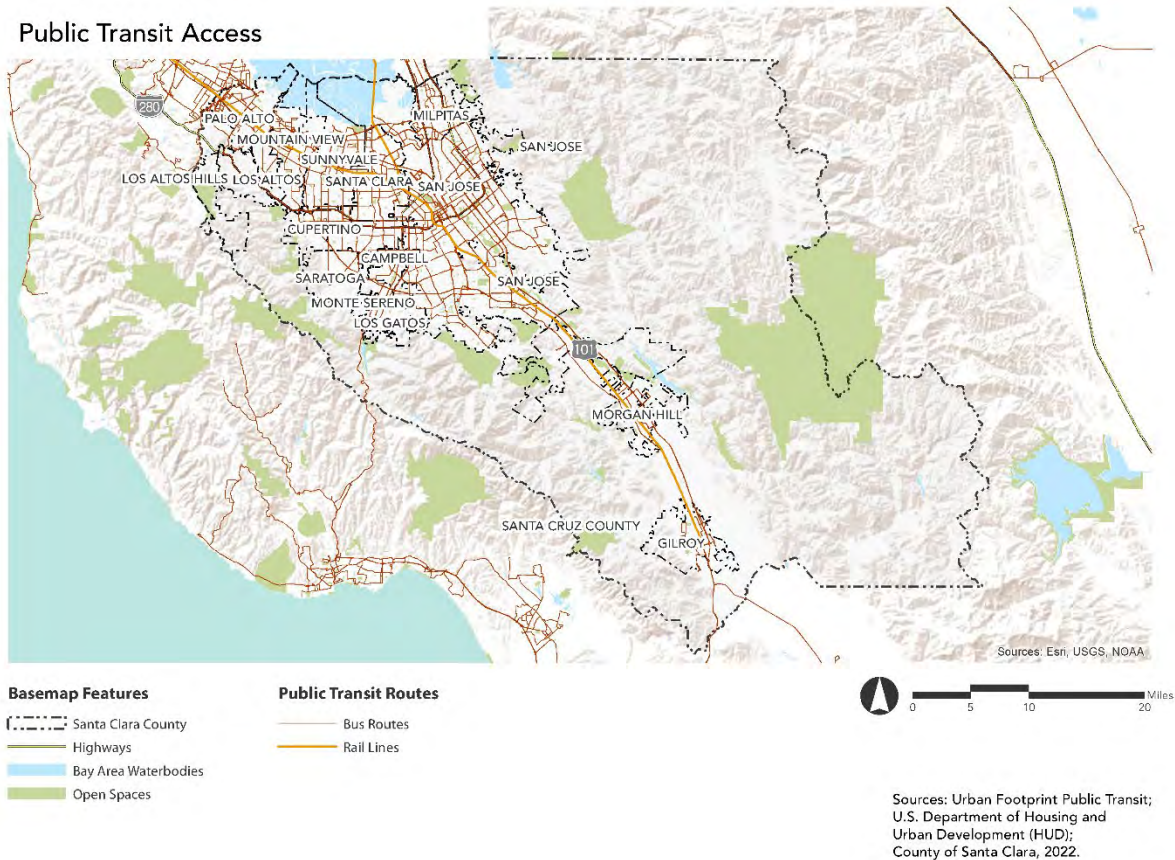 Public Transit Access
280
PALO ALTO
MILPITAS
MOUNTAIN VIEW
SAN JOSE
SUNNYVALE
LOS ALTOS HILLS
LOS ALTOS
SANTA CLARA
SAN JOSE
CUPERTINO
CAMPBELL
SARATOGA
SAN JOSE
MONTE SERENO
LOS GATOS
101
MORGAN HILL
SANTA CRUZ COUNTY
GILROY
Sources: Esri, USGS, NOAA
Basemap Features
Santa Clara County
Highways
Bay Area Waterbodies
Open Spaces
Public Transit Routes
Bus Routes
Rail Lines
0 5 10 20 Miles
Sources: Urban Footprint Public Transit;
U.S. Department of Housing and
Urban Development (HUD);
County of Santa Clara, 2022.